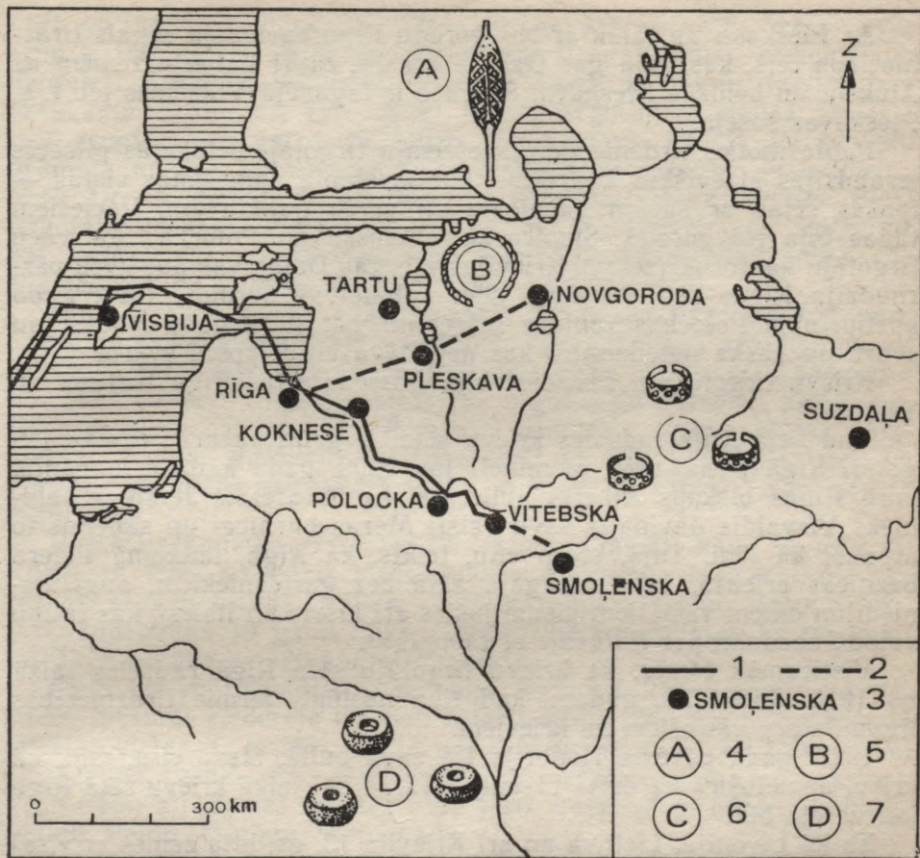 A
Z
B
TARTU
NOVGORODA
VISBIJA
PLESKAVA
RĪGA
KOKNESE
C
SUZDAĻA
POLOCKA
VITEBSKA
SMOĻENSKA
1
2
SMOĻENSKA 3
A 4
B 5
C 6
D 7
D
0 300 km